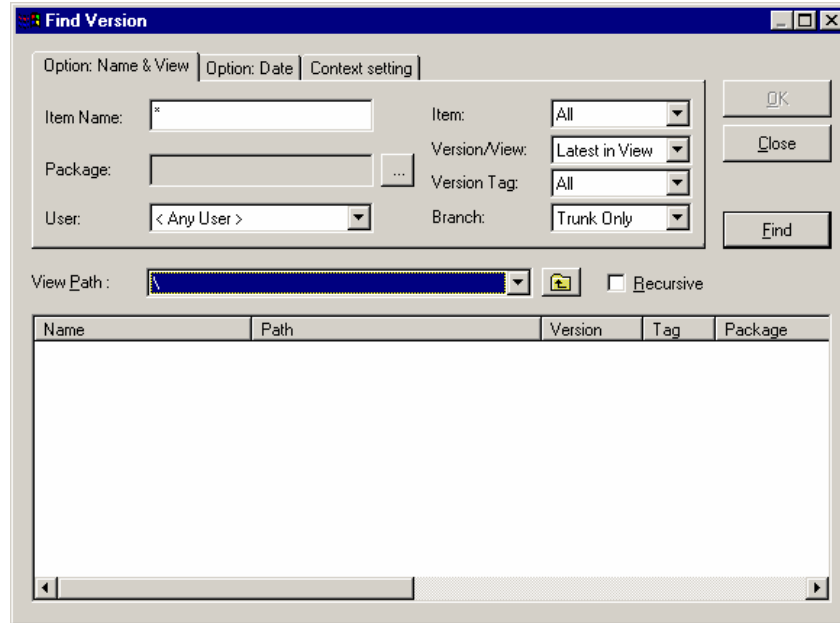 Find Version
Option: Name & View Option: Date Context setting
Item Name: * Item: All
Package: ... Version/View: Latest in View
Version Tag: All
User: < Any User > Branch: Trunk Only
OK
Close
Find
View Path : \ Recursive
Name Path Version Tag Package